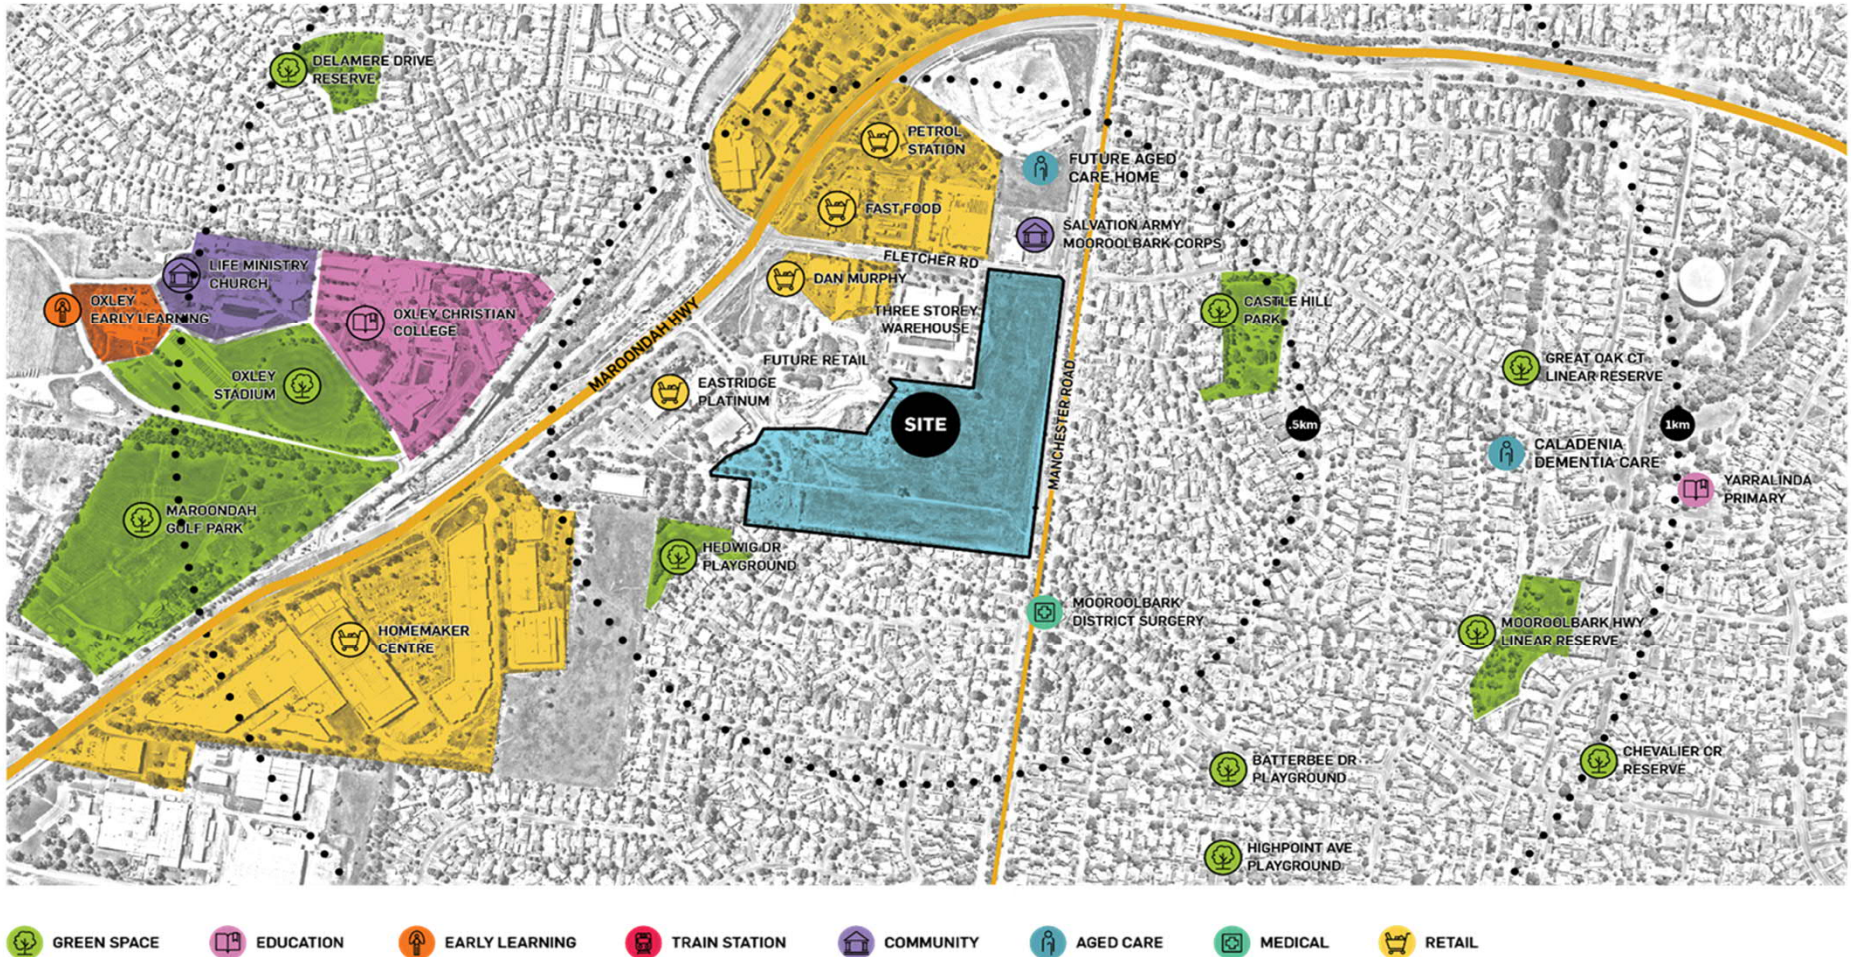 DELAMERE DRIVE
RESERVE
PETROL
STATION
FUTURE AGED
CARE HOME
FAST FOOD
SALVATION ARMY
MOOROOLBARK CORPS
FLETCHER RD
LIFE MINISTRY
CHURCH
OXLEY
EARLY LEARNING
OXLEY CHRISTIAN
COLLEGE
DAN MURPHY
THREE STOREY
WAREHOUSE
CASTLE HILL
PARK
MAROONDAH HWY
FUTURE RETAIL
OXLEY
STADIUM
EASTRIDGE
PLATINUM
GREAT OAK CT
LINEAR RESERVE
SITE
MANCHESTER ROAD
.5km
1km
CALADENIA
DEMENTIA CARE
YARRALINDA
PRIMARY
MAROONDAH
GOLF PARK
HEDWIG DR
PLAYGROUND
MOOROOLBARK
DISTRICT SURGERY
HOMEMAKER
CENTRE
MOOROOLBARK HWY
LINEAR RESERVE
BATTERBEE DR
PLAYGROUND
CHEVALIER CR
RESERVE
HIGHPOINT AVE
PLAYGROUND
GREEN SPACE
EDUCATION
EARLY LEARNING
TRAIN STATION
COMMUNITY
AGED CARE
MEDICAL
RETAIL